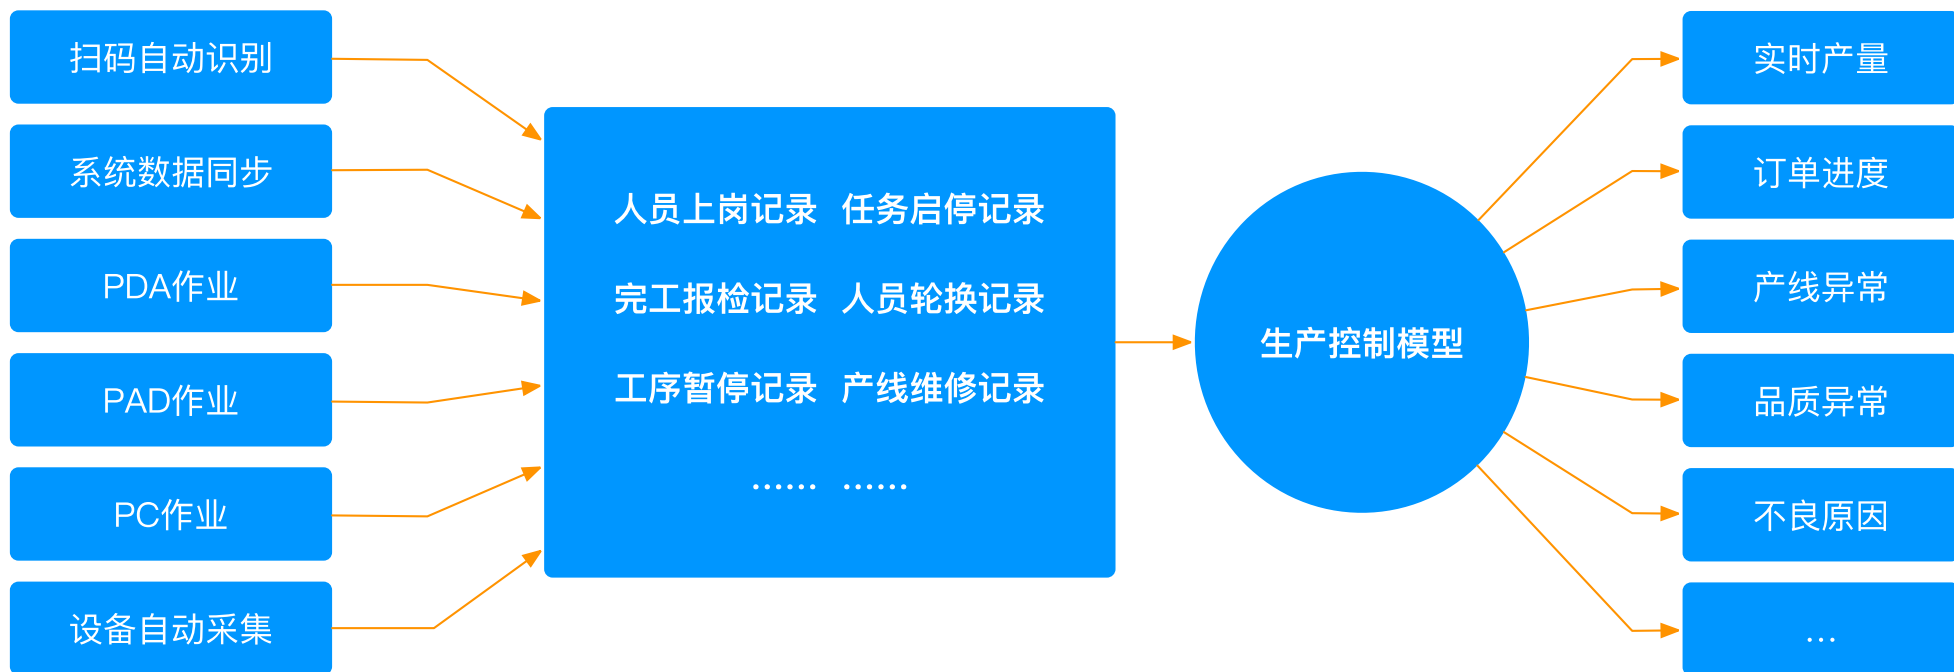 扫码自动识别
系统数据同步
PDA作业
PAD作业
PC作业
设备自动采集
人员上岗记录 任务启停记录
完工报检记录 人员轮换记录
工序暂停记录 产线维修记录
…… ……
生产控制模型
实时产量
订单进度
产线异常
品质异常
不良原因
…